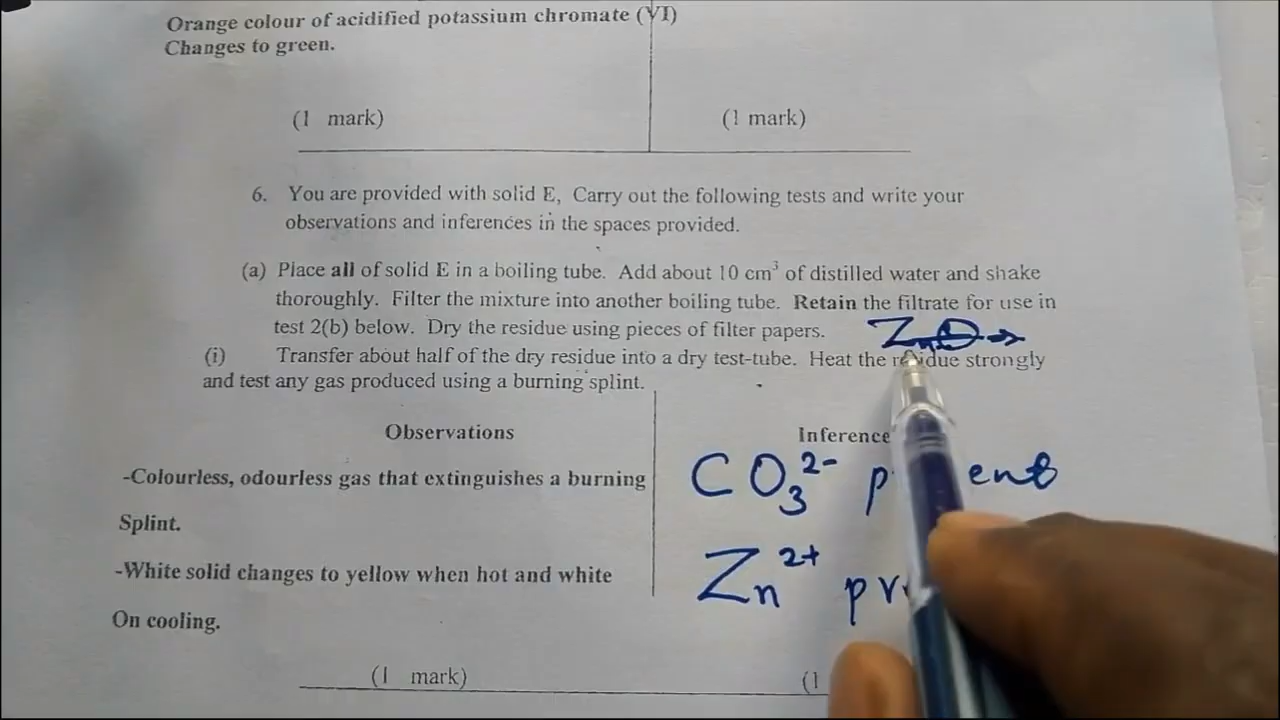 Orange colour of acidified potassium chromate (VI)
Changes to green.
(1 mark) (1 mark)
6. You are provided with solid E, Carry out the following tests and write your
observations and inferences in the spaces provided.
(a) Place all of solid E in a boiling tube. Add about 10 cm³ of distilled water and shake
thoroughly. Filter the mixture into another boiling tube. Retain the filtrate for use in
test 2(b) below. Dry the residue using pieces of filter papers.
(i) Transfer about half of the dry residue into a dry test-tube. Heat the residue strongly
and test any gas produced using a burning splint.
Observations Inference
-Colourless, odourless gas that extinguishes a burning
Splint.
CO₃²⁻
-White solid changes to yellow when hot and white
On cooling.
Zn²⁺
(1 mark) (1